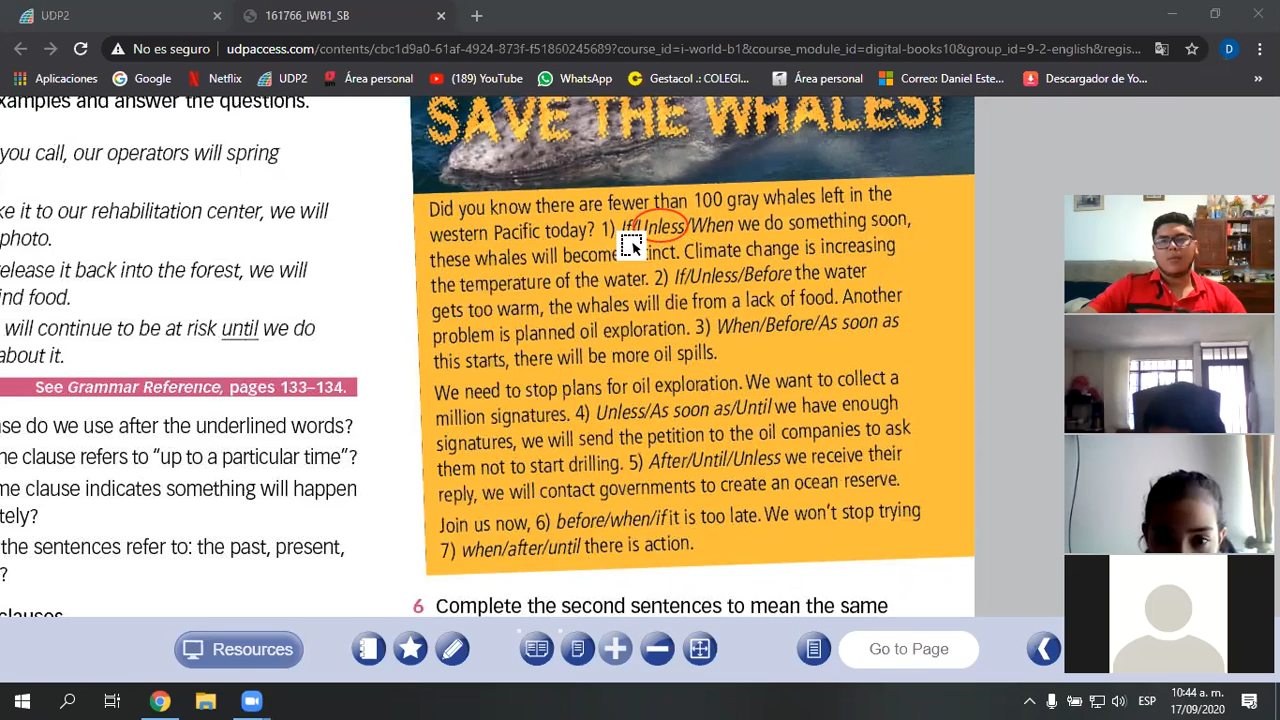 UDP2
161766_IWB1_SB
No es seguro
udpaccess.com/contents/cbc1d9a0-61af-4924-873f-f51860245689?course_id=i-world-b1&course_module_id=digital-books10&group_id=9-2-english&regis...
D
Aplicaciones
Google
Netflix
UDP2
Área personal
(189) YouTube
WhatsApp
Gestacol .: COLEGI...
Área personal
Correo: Daniel Este...
Descargador de Yo...
»
examples and answer the questions.
you call, our operators will spring
ke it to our rehabilitation center, we will
photo.
release it back into the forest, we will
ind food.
will continue to be at risk until we do
about it.
See Grammar Reference, pages 133–134.
se do we use after the underlined words?
ne clause refers to “up to a particular time”?
me clause indicates something will happen
tely?
the sentences refer to: the past, present,
?
clauses
SAVE THE WHALES!
Did you know there are fewer than 100 gray whales left in the
western Pacific today? 1) If/Unless/When we do something soon,
these whales will become extinct. Climate change is increasing
the temperature of the water. 2) If/Unless/Before the water
gets too warm, the whales will die from a lack of food. Another
problem is planned oil exploration. 3) When/Before/As soon as
this starts, there will be more oil spills.
We need to stop plans for oil exploration. We want to collect a
million signatures. 4) Unless/As soon as/Until we have enough
signatures, we will send the petition to the oil companies to ask
them not to start drilling. 5) After/Until/Unless we receive their
reply, we will contact governments to create an ocean reserve.
Join us now, 6) before/when/if it is too late. We won’t stop trying
7) when/after/until there is action.
6 Complete the second sentences to mean the same
Resources
Go to Page
ESP
10:44 a. m.
17/09/2020